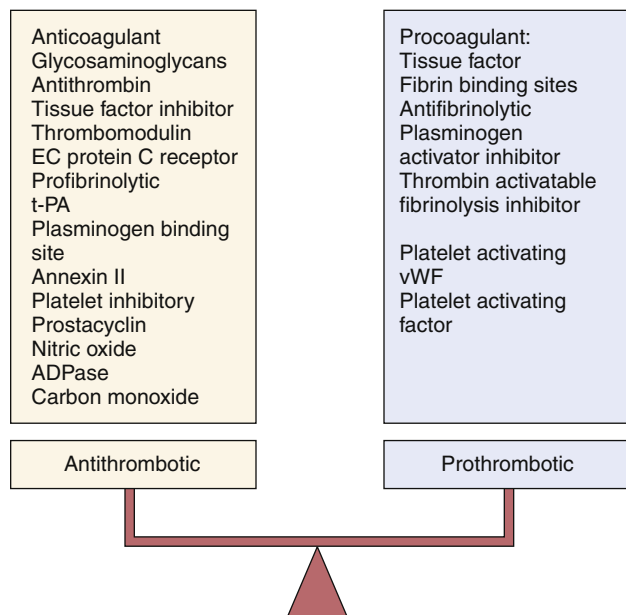 Anticoagulant
Glycosaminoglycans
Antithrombin
Tissue factor inhibitor
Thrombomodulin
EC protein C receptor
Profibrinolytic
t-PA
Plasminogen binding
site
Annexin II
Platelet inhibitory
Prostacyclin
Nitric oxide
ADPase
Carbon monoxide
Antithrombotic
Procoagulant:
Tissue factor
Fibrin binding sites
Antifibrinolytic
Plasminogen
activator inhibitor
Thrombin activatable
fibrinolysis inhibitor
Platelet activating
vWF
Platelet activating
factor
Prothrombotic